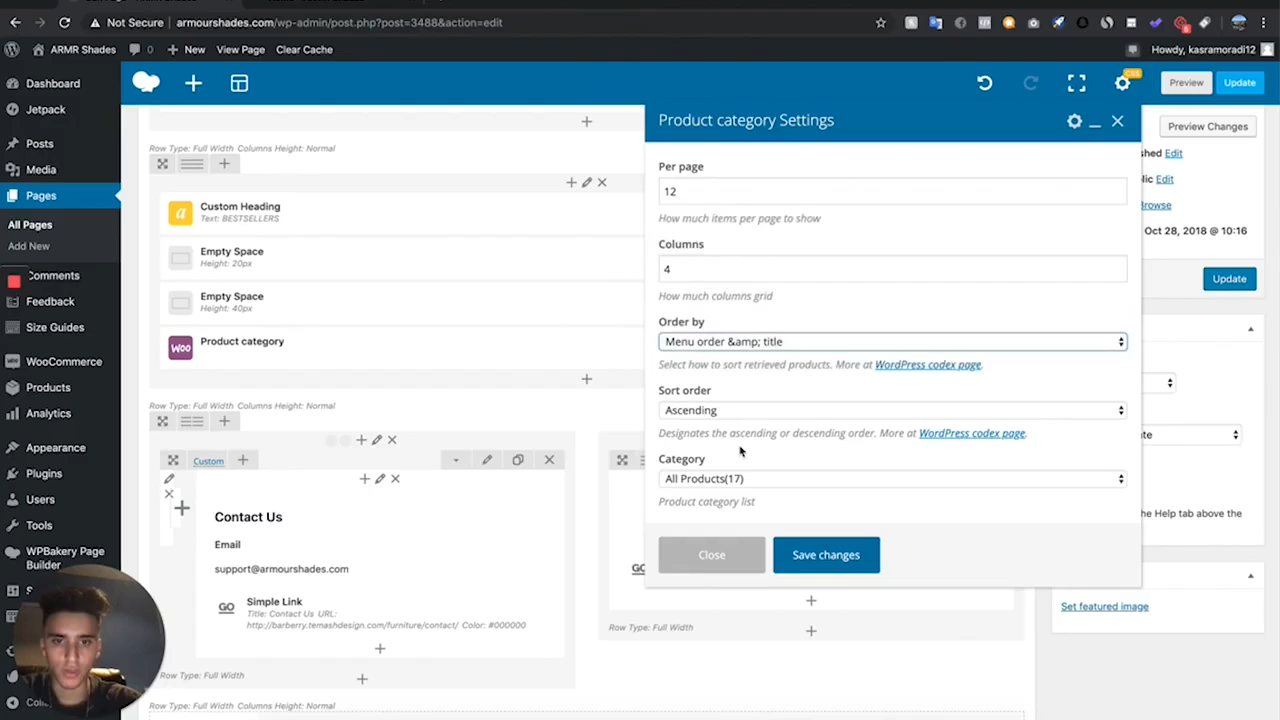 Not Secure
armourshades.com/wp-admin/post.php?post=3488&action=edit
ARMR Shades
0
New
View Page
Clear Cache
Howdy, kasramoradi12
Dashboard
Jetpack
Posts
Media
Pages
All Pages
Add New
Comments
Feedback
Size Guides
WooCommerce
Products
Analytics
Appearance
Plugins
Users
Tools
WPBakery Page
Builder
CSS
Preview
Update
Row Type: Full Width Columns Height: Normal
Custom Heading
Text: BESTSELLERS
Empty Space
Height: 20px
Empty Space
Height: 40px
Woo
Product category
Row Type: Full Width Columns Height: Normal
Custom
Contact Us
Email
support@armourshades.com
GO
Simple Link
Title: Contact Us URL:
http://barberry.temashdesign.com/furniture/contact/ Color: #000000
Row Type: Full Width
Row Type: Full Width Columns Height: Normal
Product category Settings
Per page
12
How much items per page to show
Columns
4
How much columns grid
Order by
Menu order &amp; title
Select how to sort retrieved products. More at WordPress codex page.
Sort order
Ascending
Designates the ascending or descending order. More at WordPress codex page.
Category
All Products(17)
Product category list
Close
Save changes
GO
Row Type: Full Width
Preview Changes
shed Edit
lic Edit
Browse
Oct 28, 2018 @ 10:16
Update
ate
the Help tab above the
Set featured image